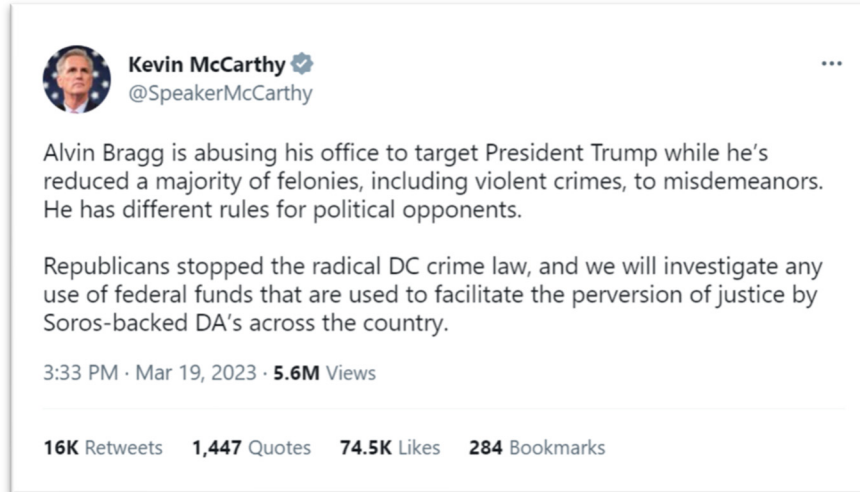 Kevin McCarthy
@SpeakerMcCarthy
Alvin Bragg is abusing his office to target President Trump while he's
reduced a majority of felonies, including violent crimes, to misdemeanors.
He has different rules for political opponents.
Republicans stopped the radical DC crime law, and we will investigate any
use of federal funds that are used to facilitate the perversion of justice by
Soros-backed DA's across the country.
3:33 PM · Mar 19, 2023 · 5.6M Views
16K Retweets 1,447 Quotes 74.5K Likes 284 Bookmarks